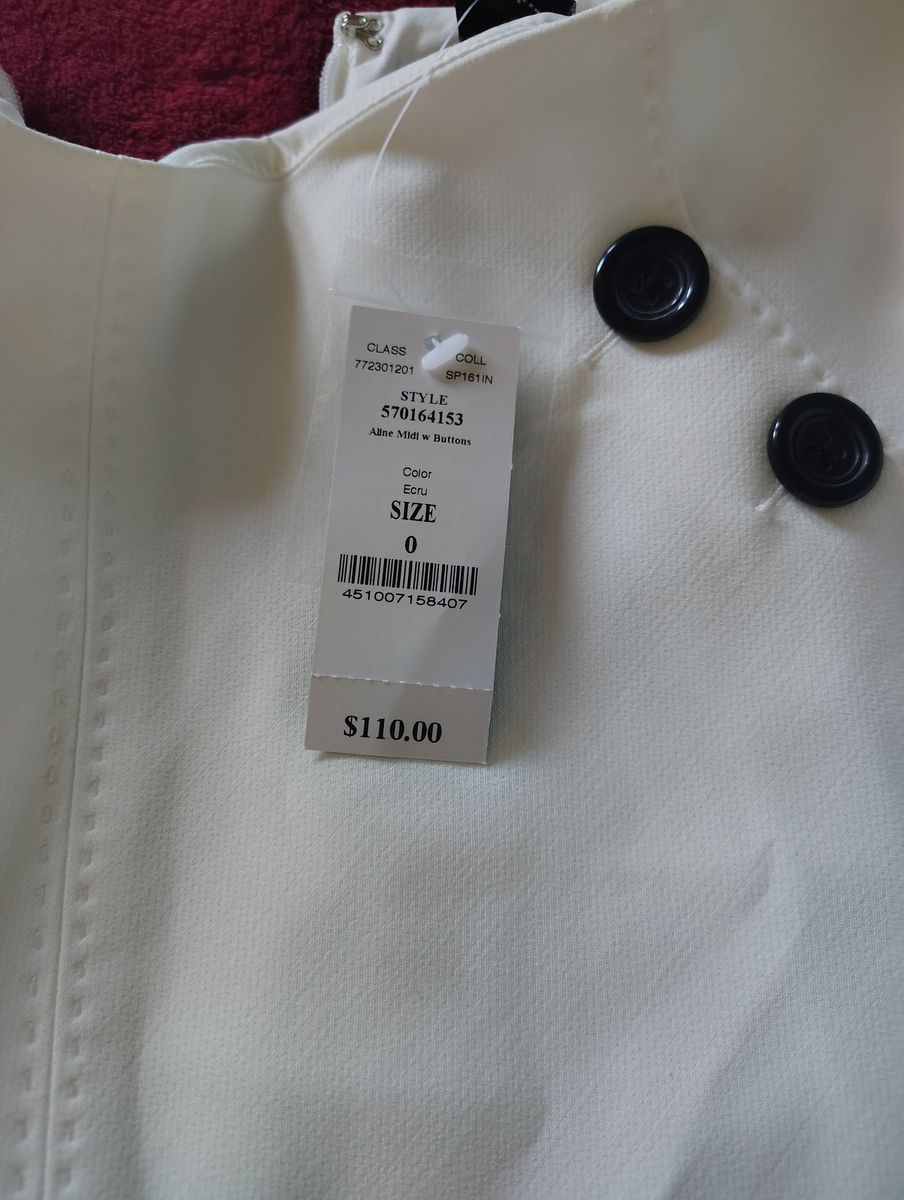 CLASS
772301201
COLL
SP161IN
STYLE
570164153
Aline Midi w Buttons
Color
Ecru
SIZE
0
451007158407
$110.00